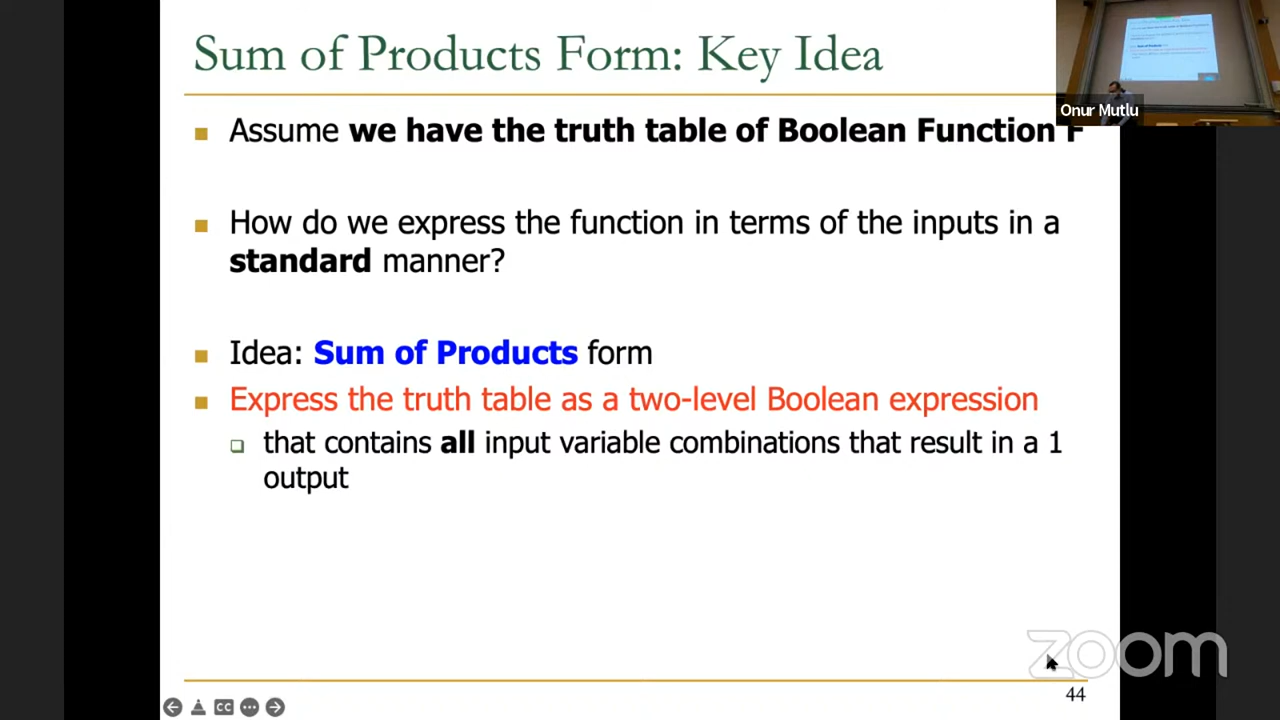 Sum of Products Form: Key Idea
Onur Mutlu
Assume we have the truth table of Boolean Function F
How do we express the function in terms of the inputs in a
standard manner?
Idea: Sum of Products form
Express the truth table as a two-level Boolean expression
that contains all input variable combinations that result in a 1
output
zoom
44
CC